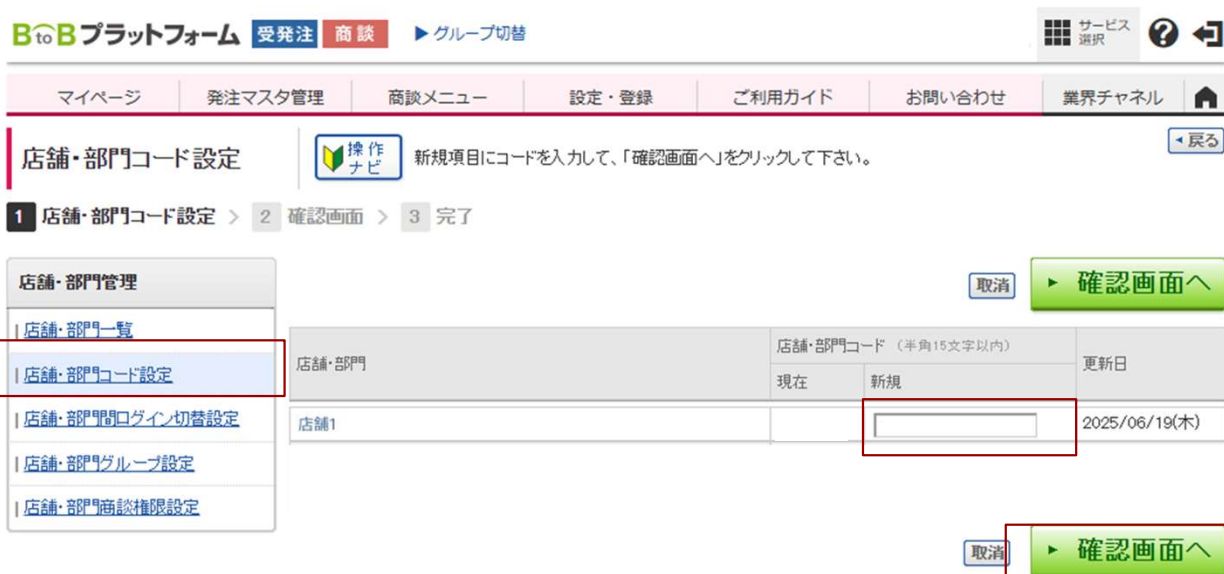 BtoBプラットフォーム 受発注 商談 ▶グループ切替 サービス選択 ?
マイページ 発注マスタ管理 商談メニュー 設定・登録 ご利用ガイド お問い合わせ 業界チャネル
店舗・部門コード設定 操作ナビ 新規項目にコードを入力して、「確認画面へ」をクリックして下さい。 ◂戻る
1 店舗・部門コード設定 > 2 確認画面 > 3 完了
店舗・部門管理
店舗・部門一覧
店舗・部門コード設定
店舗・部門間ログイン切替設定
店舗・部門グループ設定
店舗・部門商談権限設定
取消 ▶ 確認画面へ
店舗・部門 店舗・部門コード (半角15文字以内) 更新日
現在 新規
店舗1 2025/06/19(木)
取消 ▶ 確認画面へ